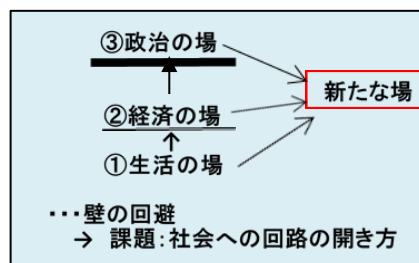 ③政治の場
新たな場
②経済の場
↑
①生活の場
・・・壁の回避
→ 課題:社会への回路の開き方